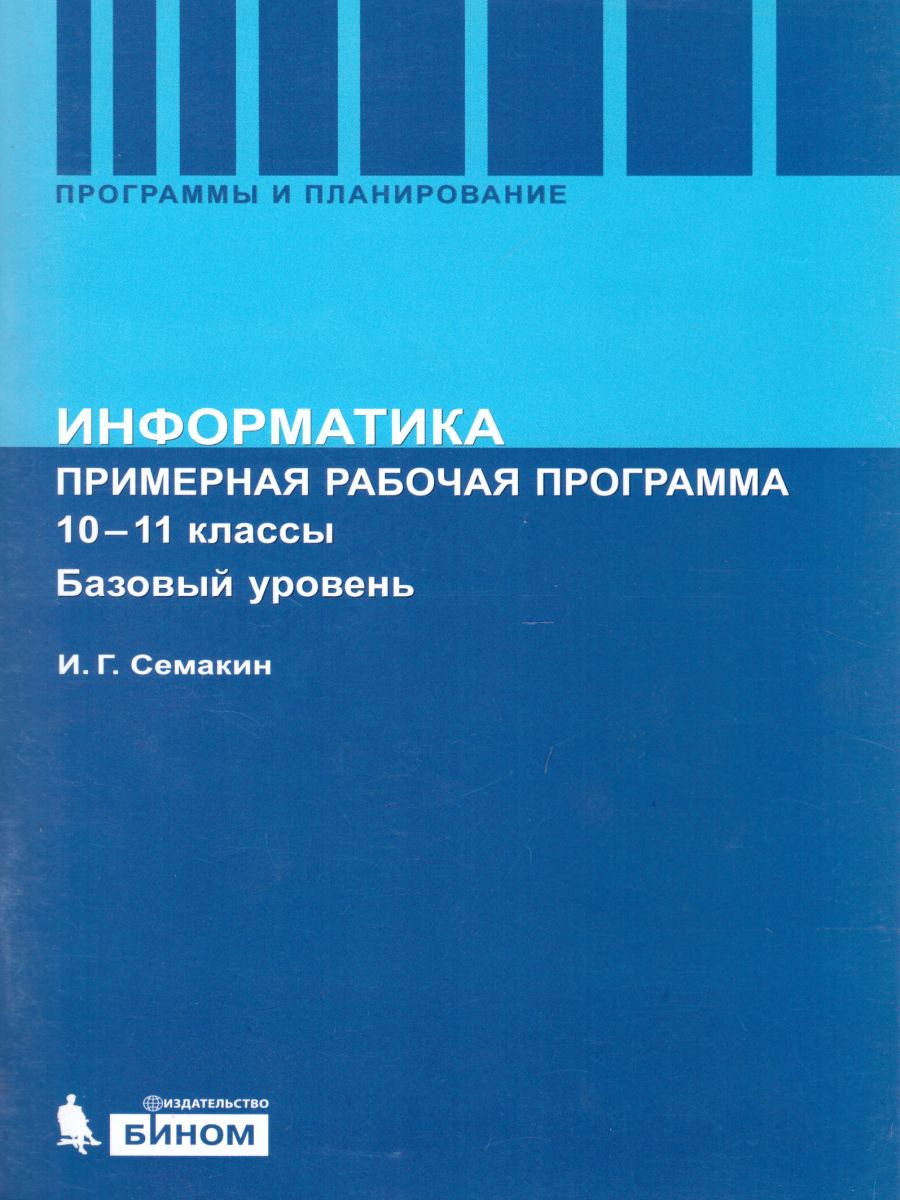 ПРОГРАММЫ И ПЛАНИРОВАНИЕ
ИНФОРМАТИКА
ПРИМЕРНАЯ РАБОЧАЯ ПРОГРАММА
10–11 классы
Базовый уровень
И. Г. Семакин
ИЗДАТЕЛЬСТВО
БИНОМ